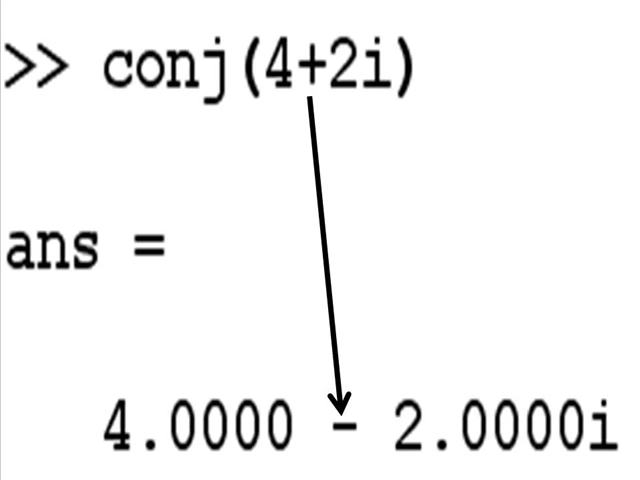 >> conj(4+2i)
ans =
4.0000 - 2.0000i